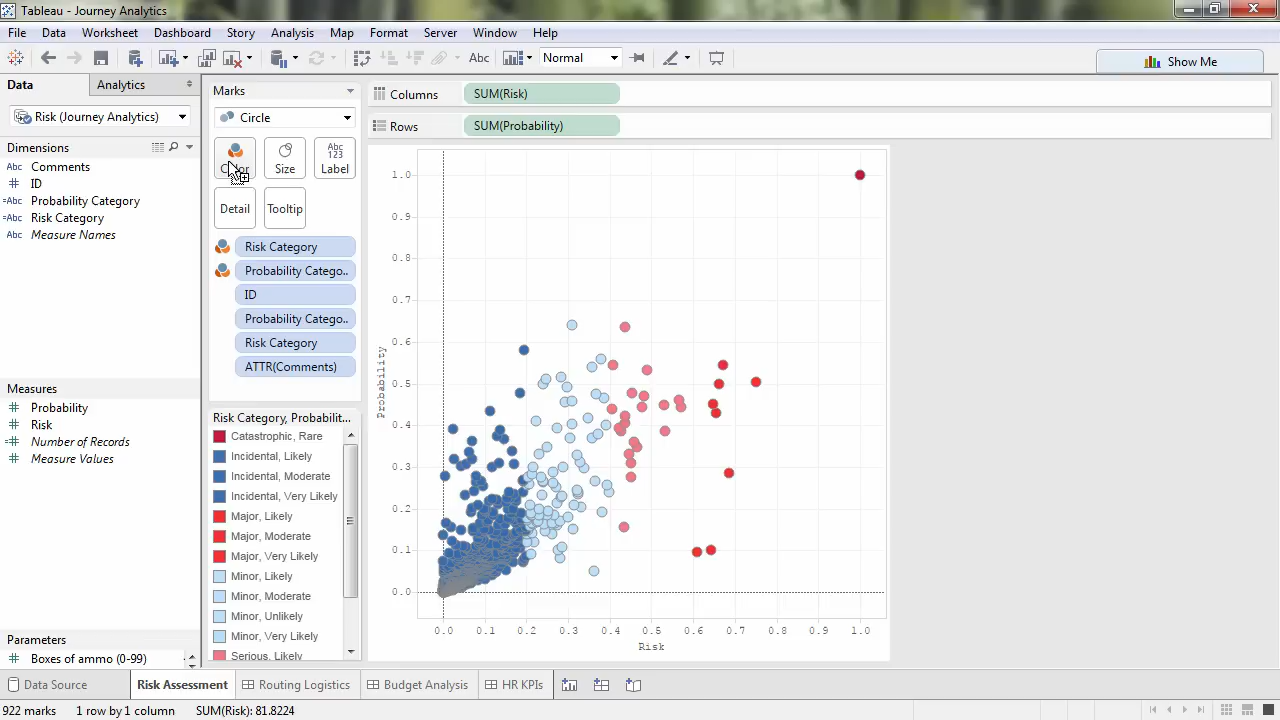 Tableau - Journey Analytics
File Data Worksheet Dashboard Story Analysis Map Format Server Window Help
Abc Normal Show Me
Data Analytics
Risk (Journey Analytics)
Dimensions
Abc Comments
# ID
=Abc Probability Category
=Abc Risk Category
Abc Measure Names
Measures
# Probability
# Risk
=# Number of Records
# Measure Values
Parameters
# Boxes of ammo (0-99)
Marks
Circle
Color Size Abc 123 Label
Detail Tooltip
Risk Category
Probability Catego..
ID
Probability Catego..
Risk Category
ATTR(Comments)
Risk Category, Probabilit...
Catastrophic, Rare
Incidental, Likely
Incidental, Moderate
Incidental, Very Likely
Major, Likely
Major, Moderate
Major, Very Likely
Minor, Likely
Minor, Moderate
Minor, Unlikely
Minor, Very Likely
Serious, Likely
Columns SUM(Risk)
Rows SUM(Probability)
1.0
0.9
0.8
0.7
0.6
0.5
0.4
0.3
0.2
0.1
0.0
Probability
0.0 0.1 0.2 0.3 0.4 0.5 0.6 0.7 0.8 0.9 1.0
Risk
Data Source Risk Assessment Routing Logistics Budget Analysis HR KPIs
922 marks 1 row by 1 column SUM(Risk): 81.8224